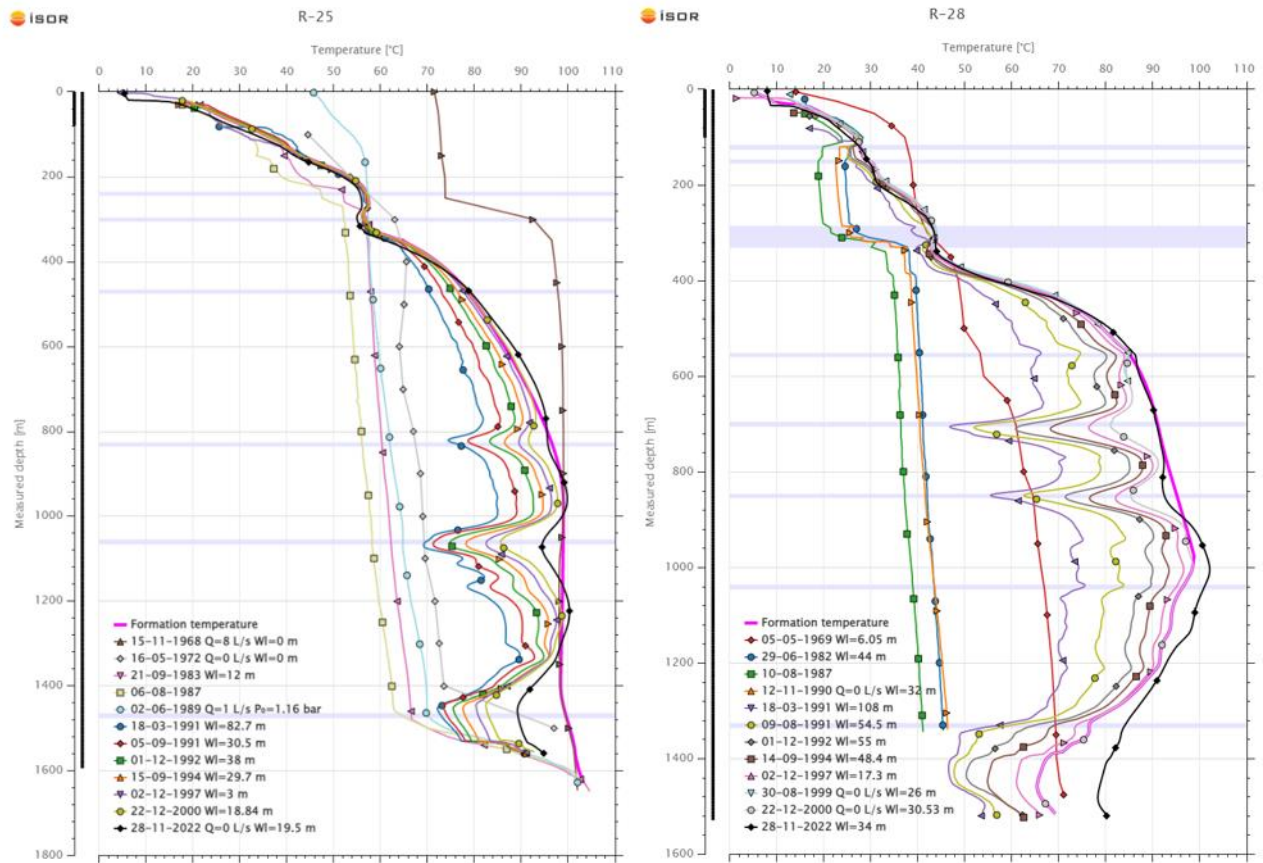 ÍSOR
R-25
Temperature [°C]
0 10 20 30 40 50 60 70 80 90 100 110
0
200
400
600
800
1000
1200
1400
1600
1800
Measured depth [m]
Formation temperature
15-11-1968 Q=8 L/s Wl=0 m
16-05-1972 Q=0 L/s Wl=0 m
21-09-1983 Wl=12 m
06-08-1987
02-06-1989 Q=1 L/s P₀=1.16 bar
18-03-1991 Wl=82.7 m
05-09-1991 Wl=30.5 m
01-12-1992 Wl=38 m
15-09-1994 Wl=29.7 m
02-12-1997 Wl=3 m
22-12-2000 Wl=18.84 m
28-11-2022 Q=0 L/s Wl=19.5 m
ÍSOR
R-28
Temperature [°C]
0 10 20 30 40 50 60 70 80 90 100 110
0
200
400
600
800
1000
1200
1400
1600
Measured depth [m]
Formation temperature
05-05-1969 Wl=6.05 m
29-06-1982 Wl=44 m
10-08-1987
12-11-1990 Q=0 L/s Wl=32 m
18-03-1991 Wl=108 m
09-08-1991 Wl=54.5 m
01-12-1992 Wl=55 m
14-09-1994 Wl=48.4 m
02-12-1997 Wl=17.3 m
30-08-1999 Q=0 L/s Wl=26 m
22-12-2000 Q=0 L/s Wl=30.53 m
28-11-2022 Wl=34 m